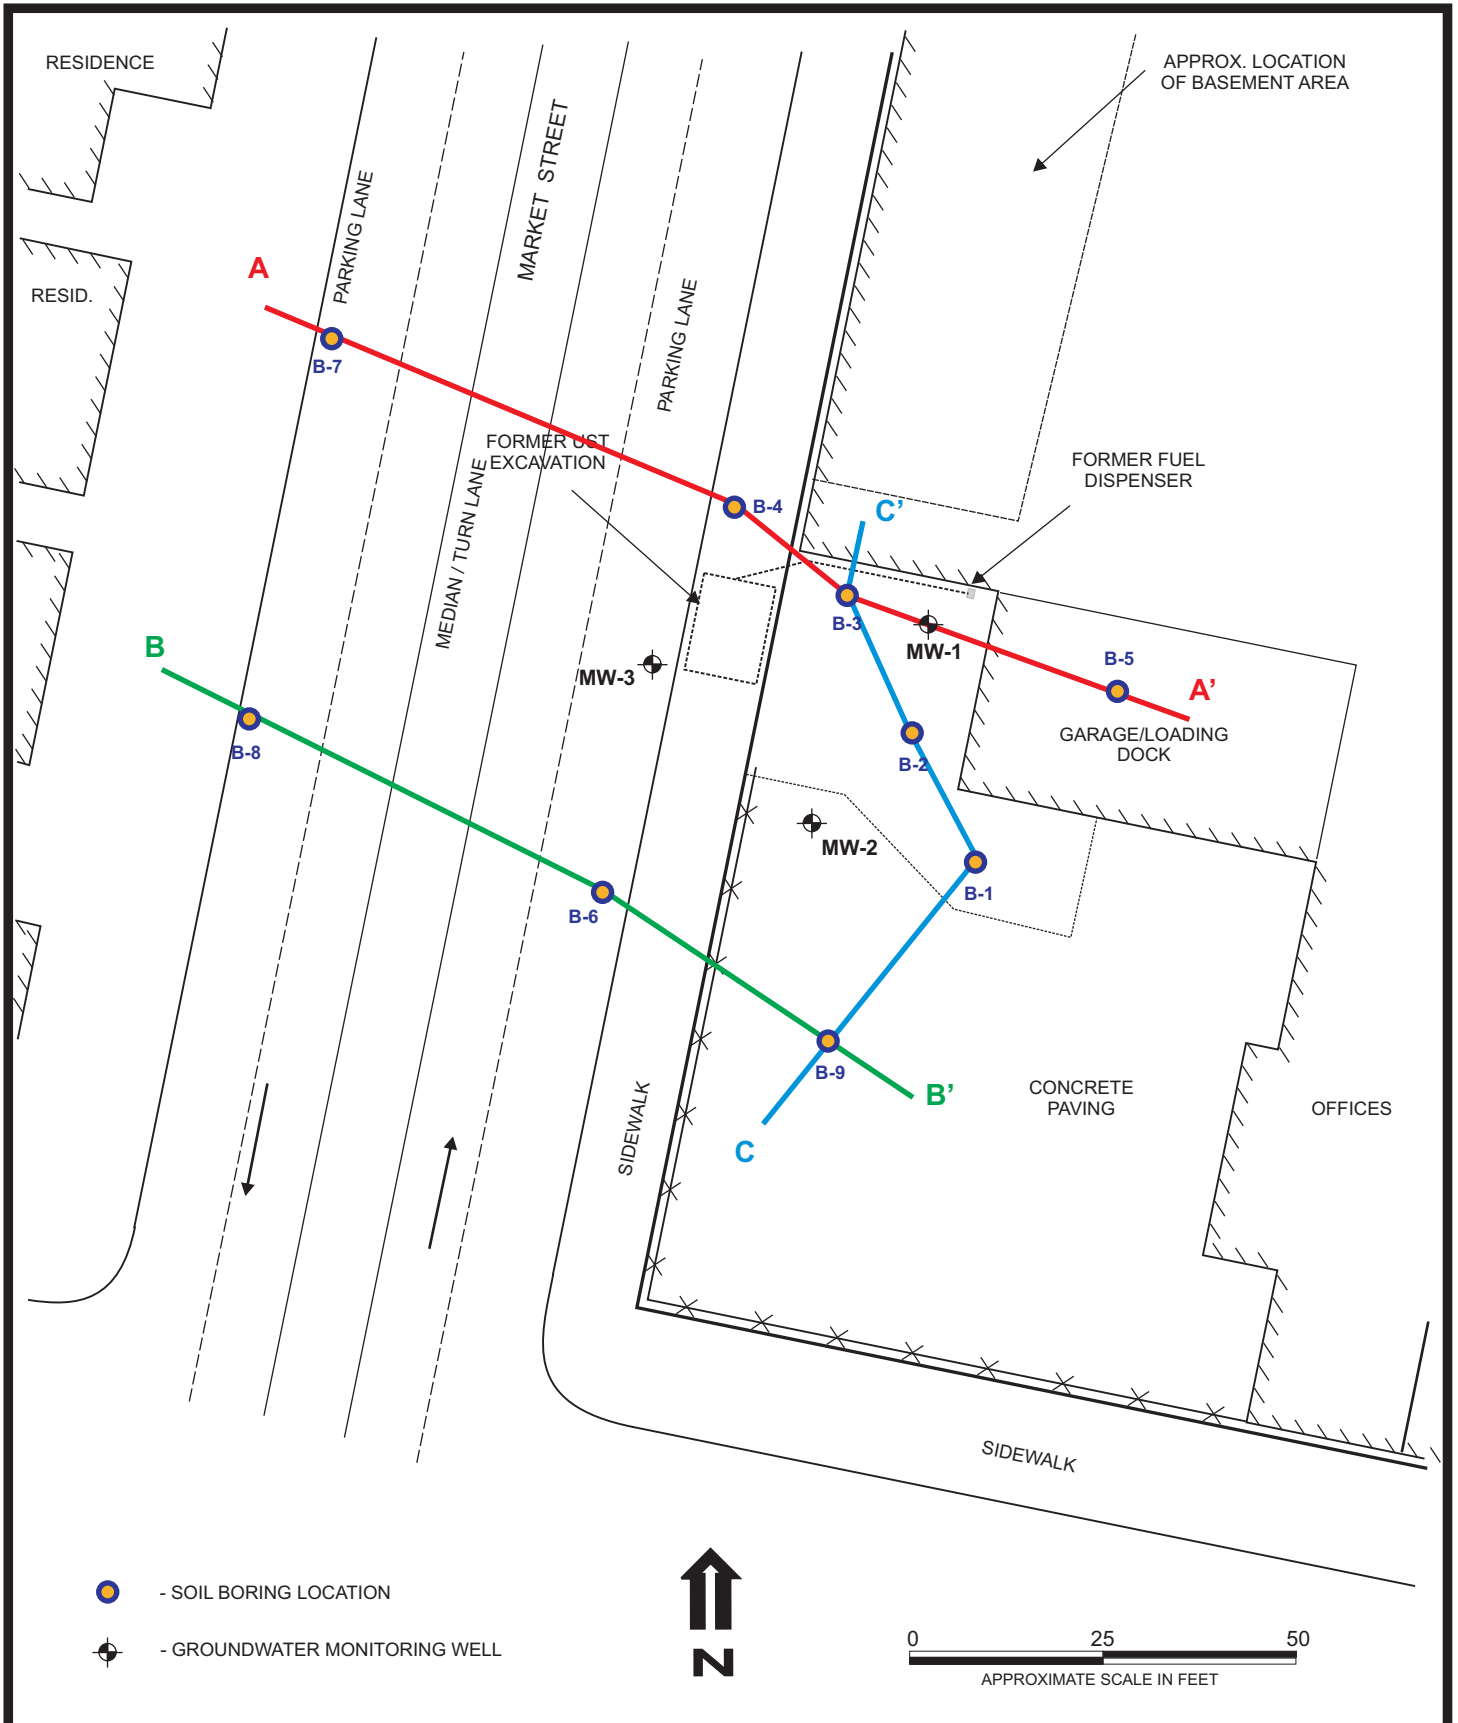 RESIDENCE
APPROX. LOCATION
OF BASEMENT AREA
MARKET STREET
PARKING LANE
A
RESID.
PARKING LANE
B-7
FORMER UST
EXCAVATION
FORMER FUEL
DISPENSER
MEDIAN / TURN LANE
B-4
C’
B-3
MW-1
B
MW-3
B-5
A’
GARAGE/LOADING
DOCK
B-8
B-2
MW-2
B-1
B-6
B-9
B’
CONCRETE
PAVING
OFFICES
SIDEWALK
C
SIDEWALK
- SOIL BORING LOCATION
- GROUNDWATER MONITORING WELL
N
0 25 50
APPROXIMATE SCALE IN FEET